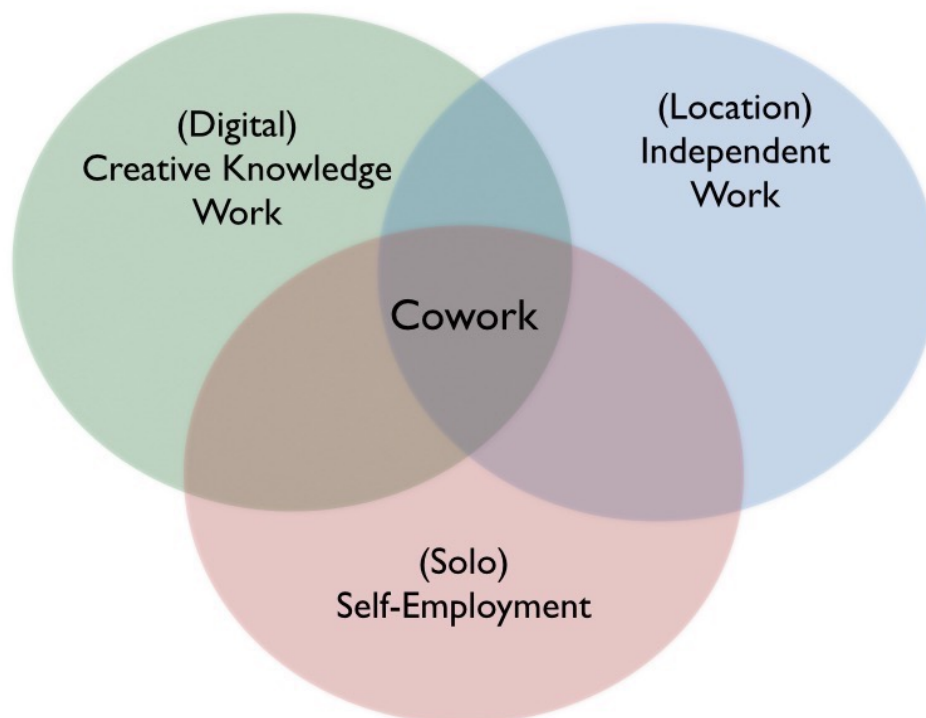 (Digital)
Creative Knowledge
Work
(Location)
Independent
Work
Cowork
(Solo)
Self-Employment